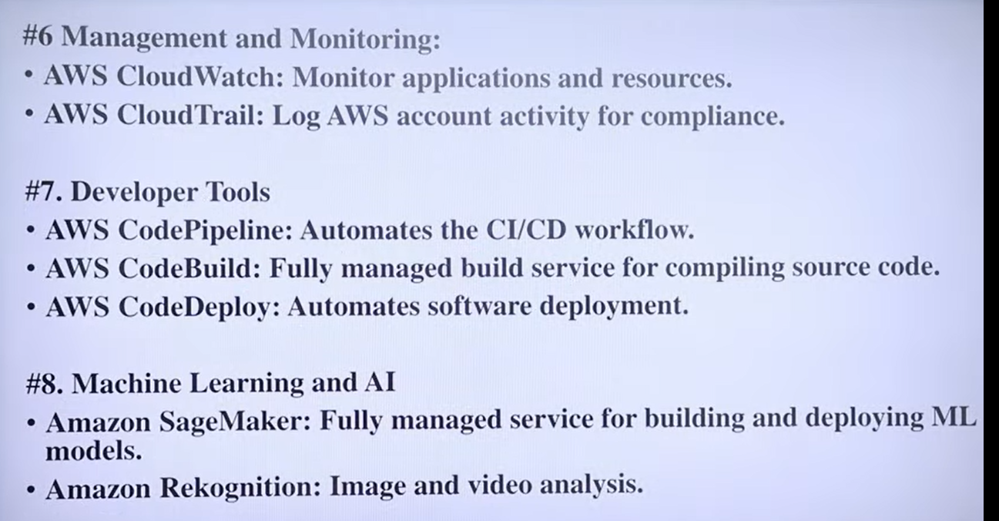 #6 Management and Monitoring:
• AWS CloudWatch: Monitor applications and resources.
• AWS CloudTrail: Log AWS account activity for compliance.
#7. Developer Tools
• AWS CodePipeline: Automates the CI/CD workflow.
• AWS CodeBuild: Fully managed build service for compiling source code.
• AWS CodeDeploy: Automates software deployment.
#8. Machine Learning and AI
• Amazon SageMaker: Fully managed service for building and deploying ML
models.
• Amazon Rekognition: Image and video analysis.